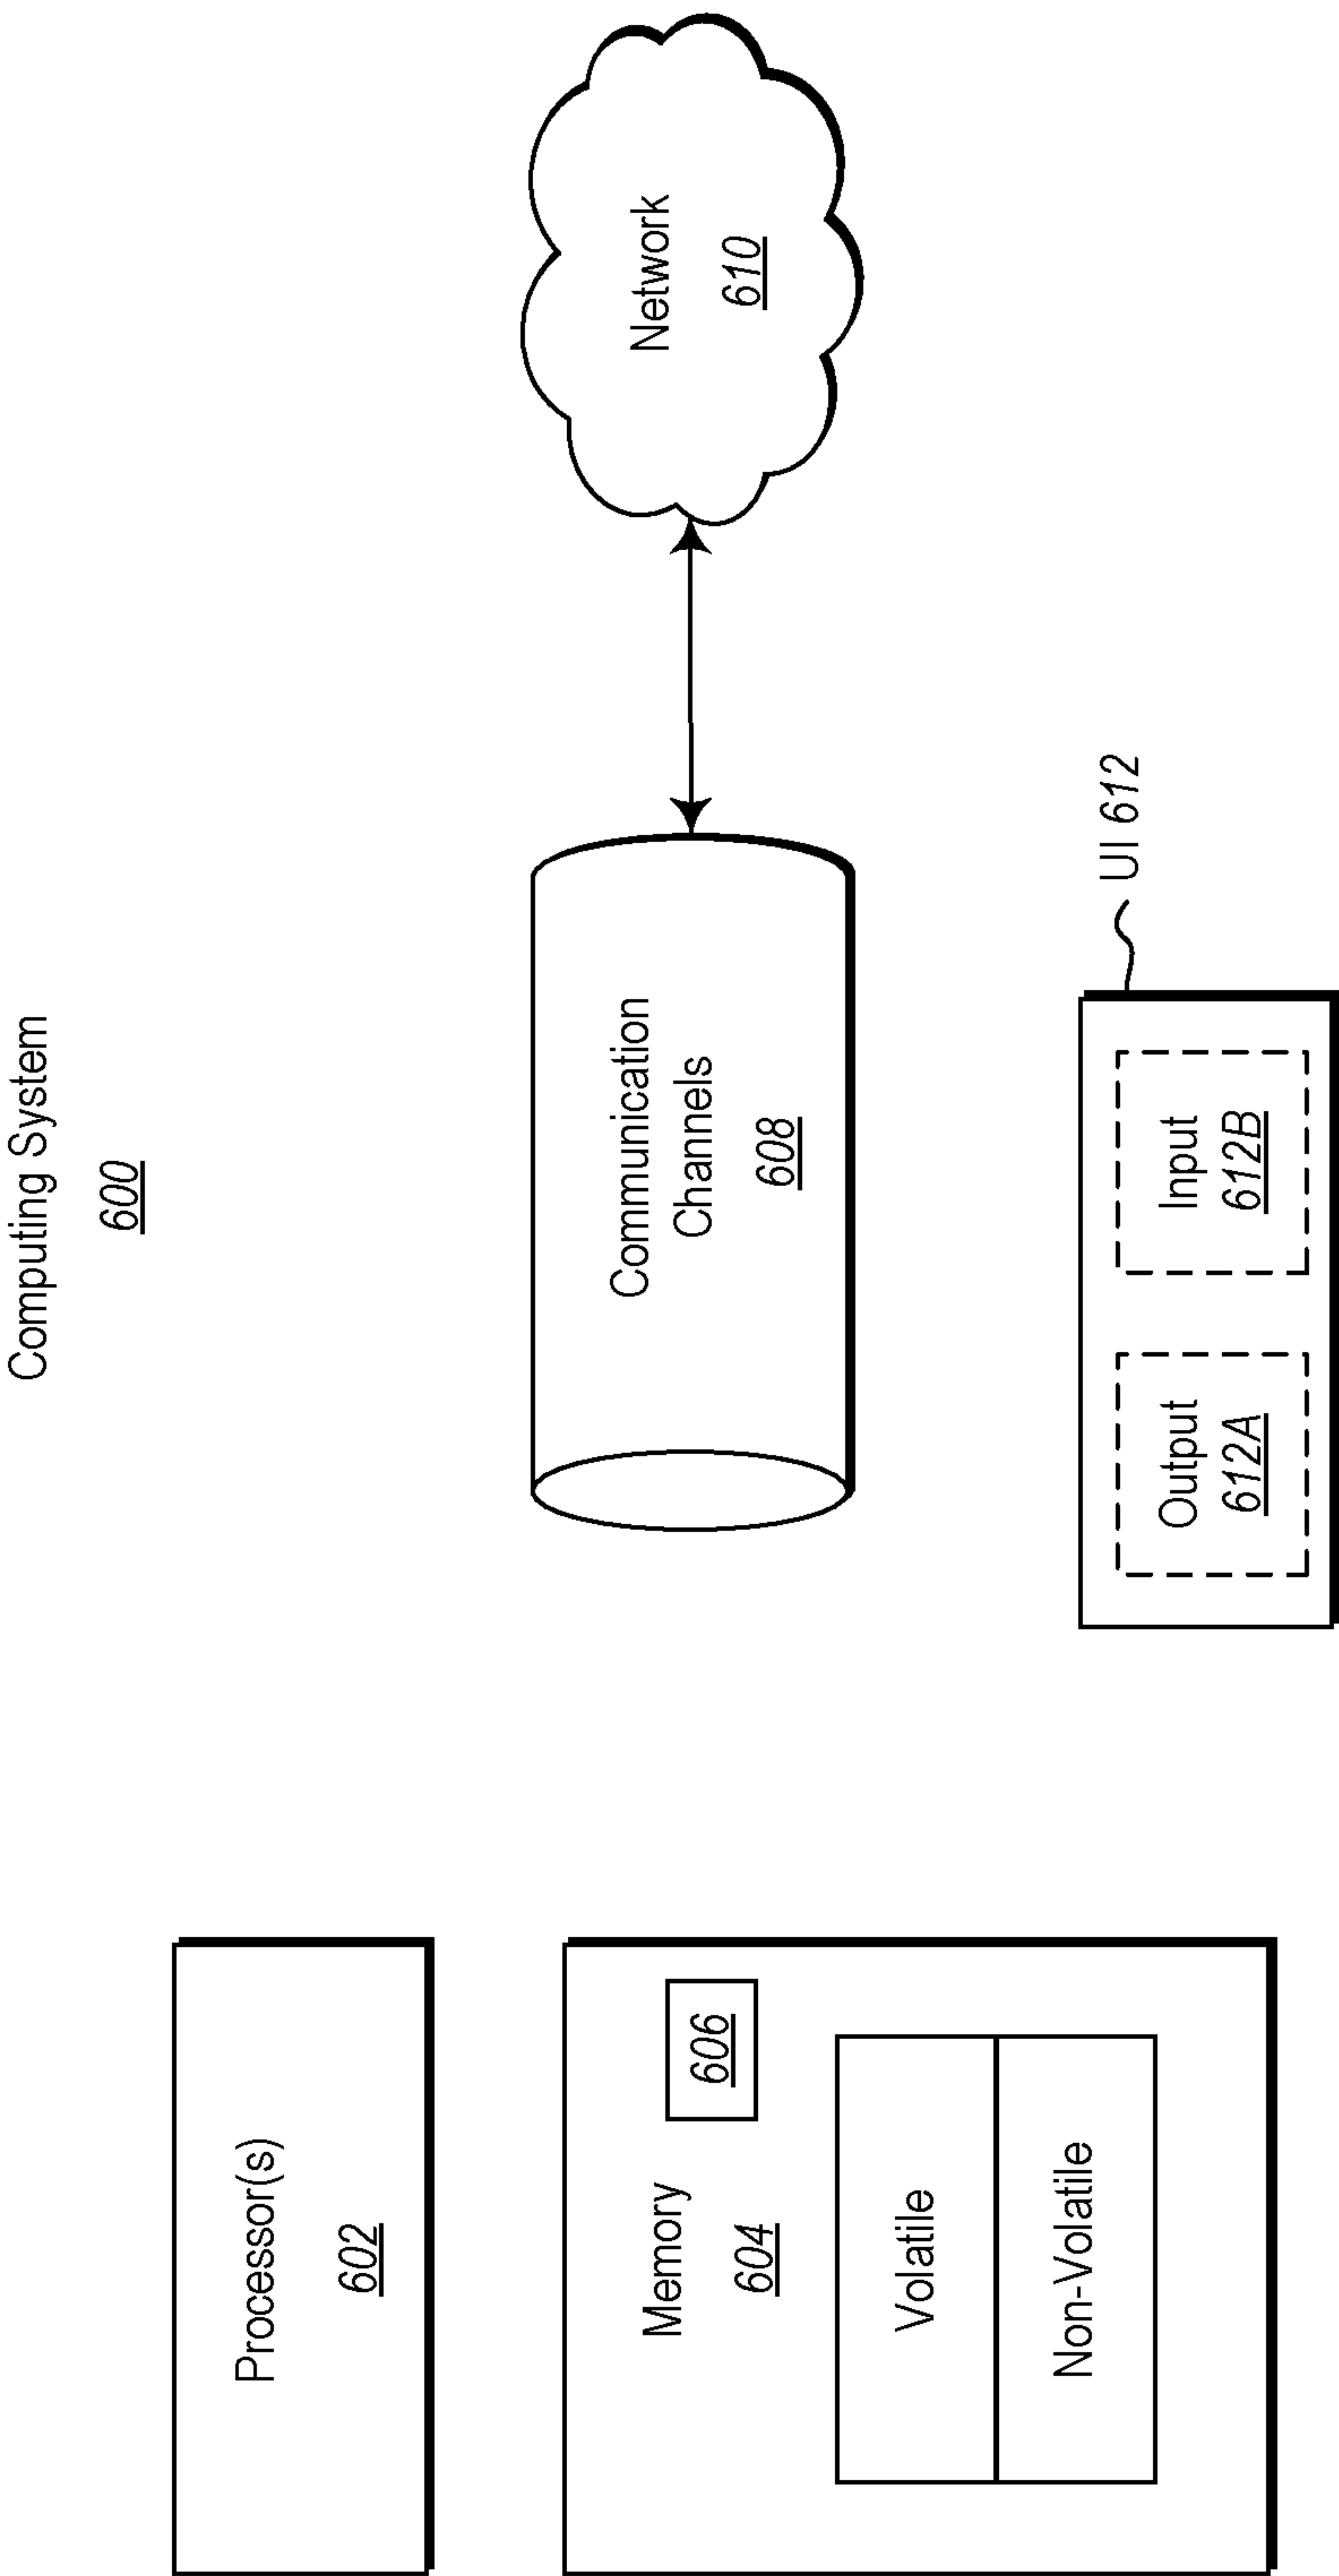 Computing System
600
Processor(s)
602
Memory
604
606
Volatile
Non-Volatile
Communication
Channels
608
Network
610
UI 612
Output
612A
Input
612B